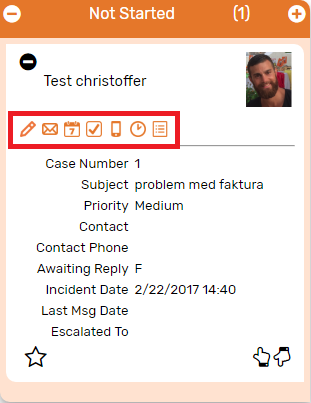 Not Started (1)
Test christoffer
7
Case Number 1
Subject problem med faktura
Priority Medium
Contact
Contact Phone
Awaiting Reply F
Incident Date 2/22/2017 14:40
Last Msg Date
Escalated To